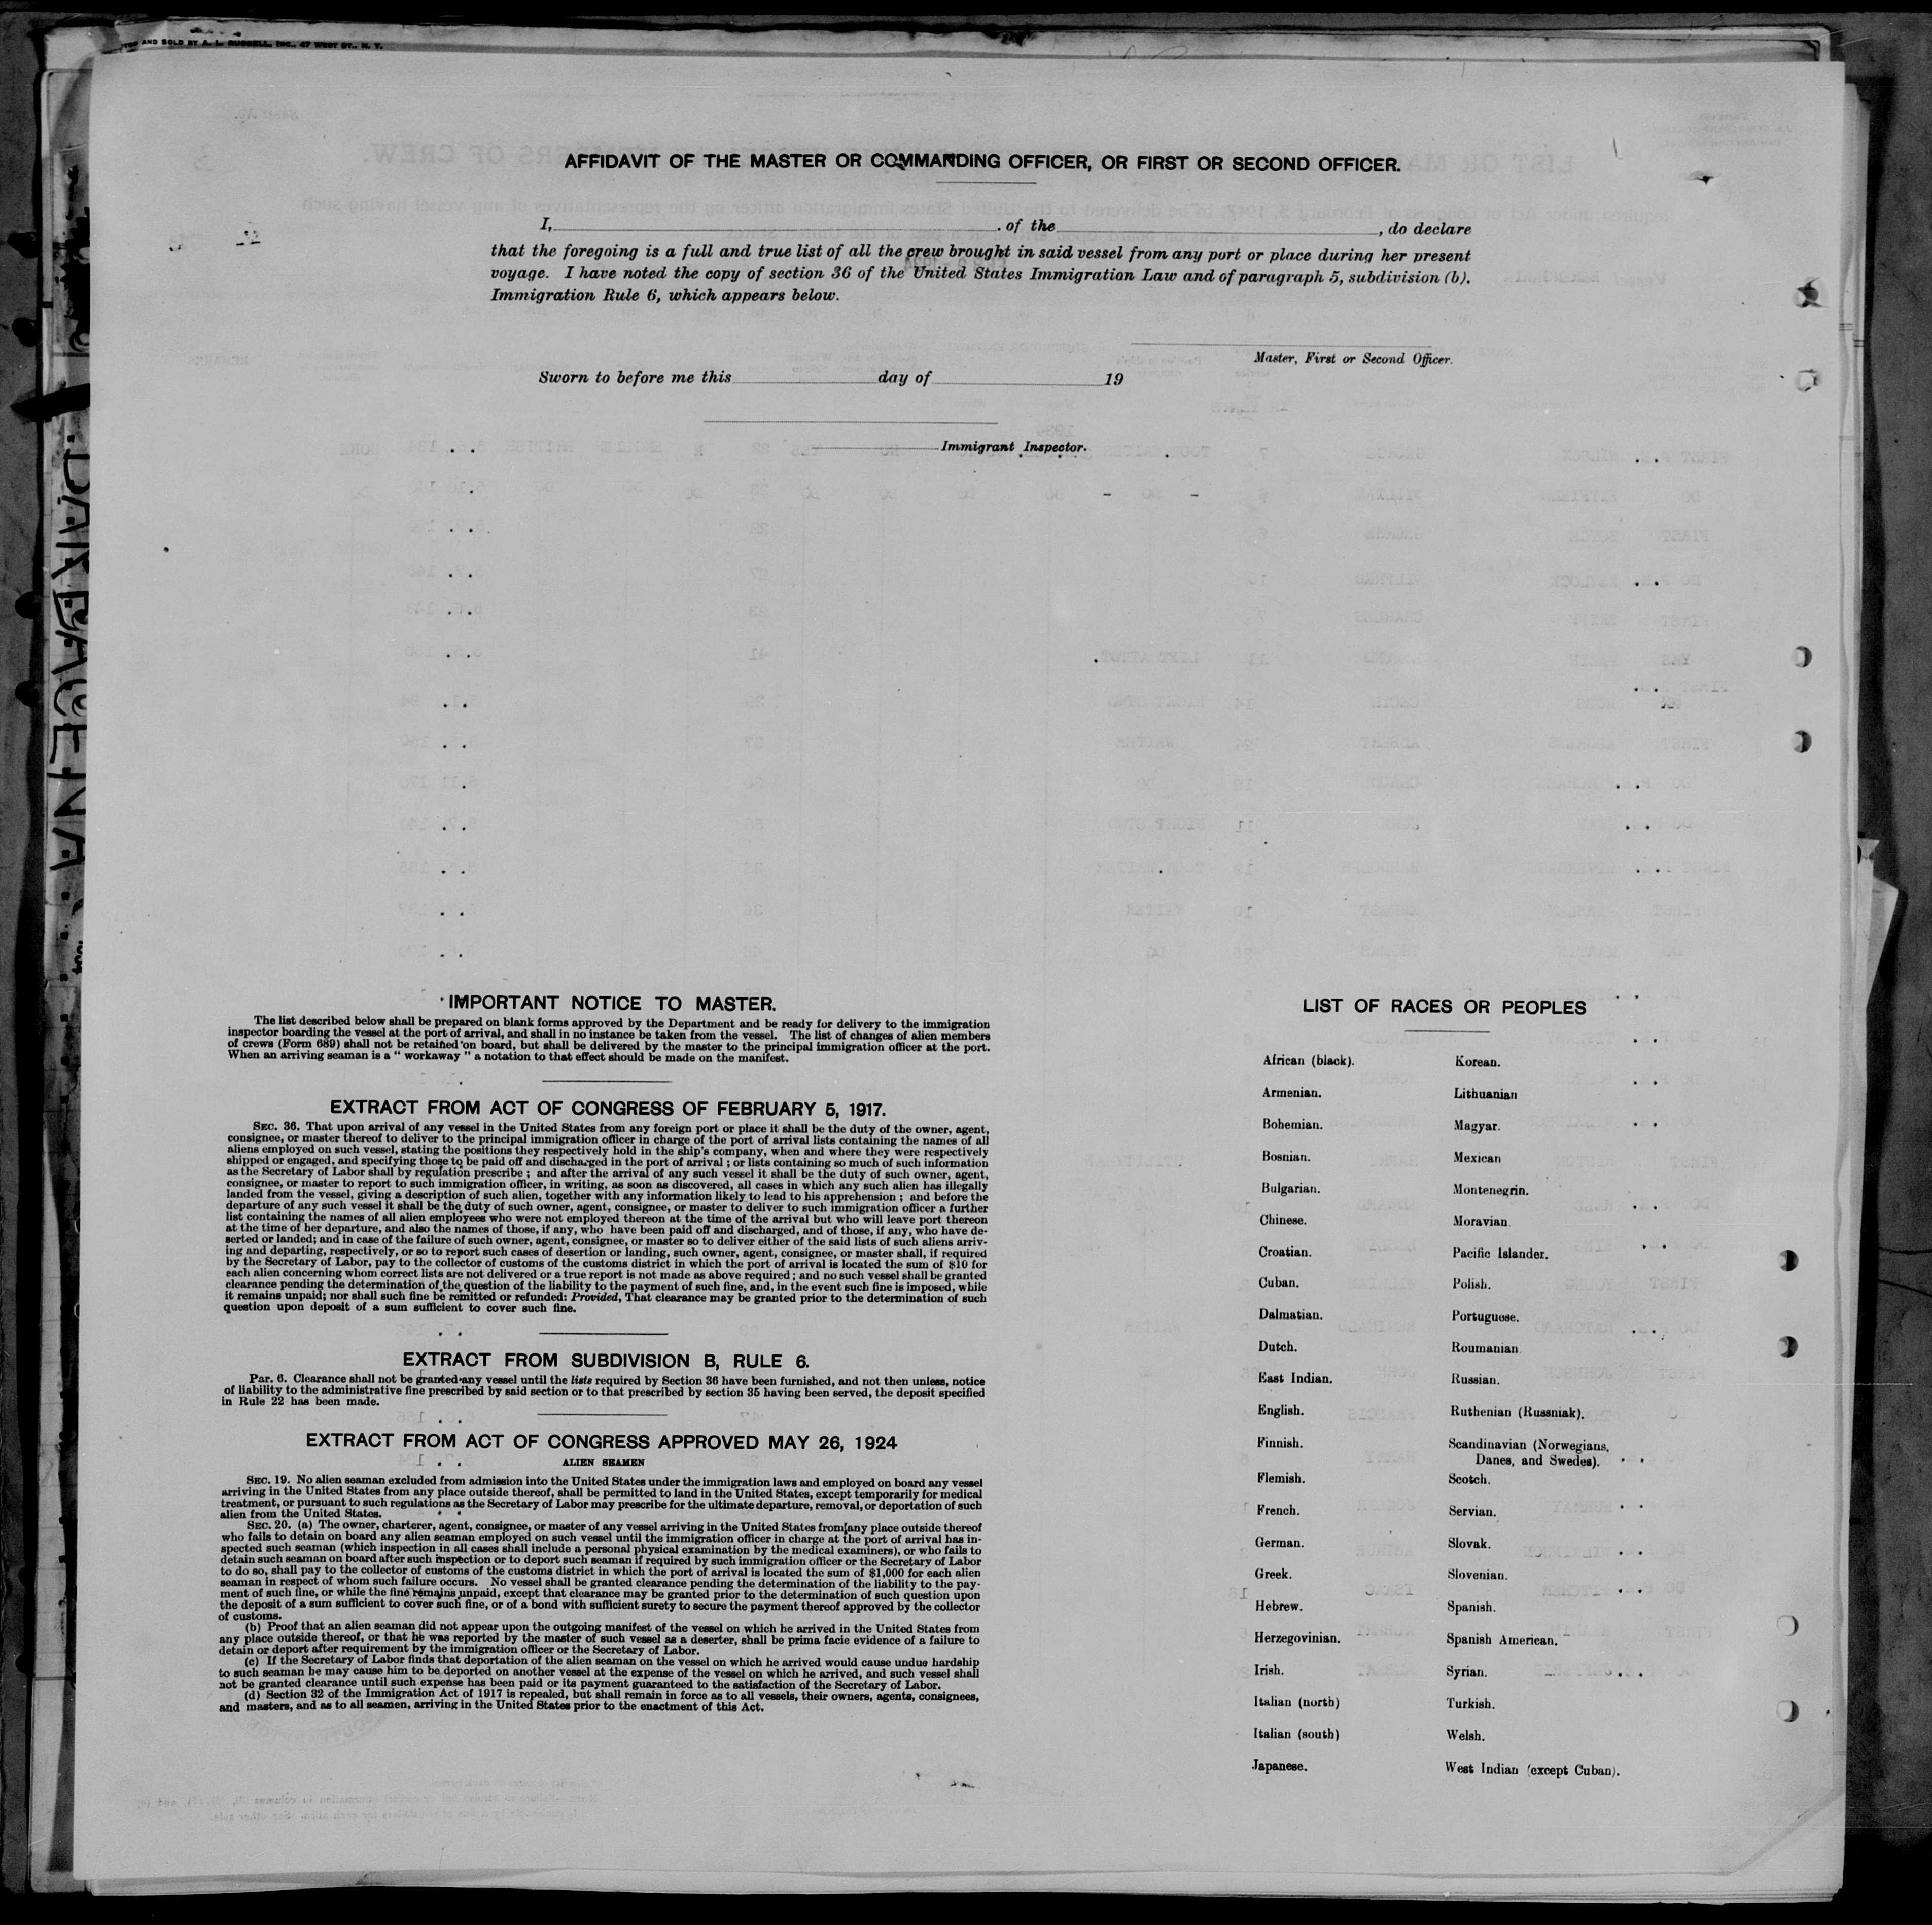 AND SOLD BY A. L. RUSSELL, INC., 47 WEST ST., N. Y.
AFFIDAVIT OF THE MASTER OR COMMANDING OFFICER, OR FIRST OR SECOND OFFICER.
I, of the , do declare
that the foregoing is a full and true list of all the crew brought in said vessel from any port or place during her present
voyage. I have noted the copy of section 36 of the United States Immigration Law and of paragraph 5, subdivision (b).
Immigration Rule 6, which appears below.
Master, First or Second Officer.
Sworn to before me this day of 19
Immigrant Inspector.
IMPORTANT NOTICE TO MASTER.
The list described below shall be prepared on blank forms approved by the Department and be ready for delivery to the immigration
inspector boarding the vessel at the port of arrival, and shall in no instance be taken from the vessel. The list of changes of alien members
of crews (Form 689) shall not be retained on board, but shall be delivered by the master to the principal immigration officer at the port.
When an arriving seaman is a “ workaway ” a notation to that effect should be made on the manifest.
EXTRACT FROM ACT OF CONGRESS OF FEBRUARY 5, 1917.
SEC. 36. That upon arrival of any vessel in the United States from any foreign port or place it shall be the duty of the owner, agent,
consignee, or master thereof to deliver to the principal immigration officer in charge of the port of arrival lists containing the names of all
aliens employed on such vessel, stating the positions they respectively hold in the ship's company, when and where they were respectively
shipped or engaged, and specifying those to be paid off and discharged in the port of arrival ; or lists containing so much of such information
as the Secretary of Labor shall by regulation prescribe ; and after the arrival of any such vessel it shall be the duty of such owner, agent,
consignee, or master to report to such immigration officer, in writing, as soon as discovered, all cases in which any such alien has illegally
landed from the vessel, giving a description of such alien, together with any information likely to lead to his apprehension ; and before the
departure of any such vessel it shall be the duty of such owner, agent, consignee, or master to deliver to such immigration officer a further
list containing the names of all alien employees who were not employed thereon at the time of the arrival but who will leave port thereon
at the time of her departure, and also the names of those, if any, who have been paid off and discharged, and of those, if any, who have de-
serted or landed; and in case of the failure of such owner, agent, consignee, or master so to deliver either of the said lists of such aliens arriv-
ing and departing, respectively, or so to report such cases of desertion or landing, such owner, agent, consignee, or master shall, if required
by the Secretary of Labor, pay to the collector of customs of the customs district in which the port of arrival is located the sum of $10 for
each alien concerning whom correct lists are not delivered or a true report is not made as above required ; and no such vessel shall be granted
clearance pending the determination of the question of the liability to the payment of such fine, and, in the event such fine is imposed, while
it remains unpaid; nor shall such fine be remitted or refunded: Provided, That clearance may be granted prior to the determination of such
question upon deposit of a sum sufficient to cover such fine.
EXTRACT FROM SUBDIVISION B, RULE 6.
Par. 6. Clearance shall not be granted any vessel until the lists required by Section 36 have been furnished, and not then unless, notice
of liability to the administrative fine prescribed by said section or to that prescribed by section 35 having been served, the deposit specified
in Rule 22 has been made.
EXTRACT FROM ACT OF CONGRESS APPROVED MAY 26, 1924
ALIEN SEAMEN
SEC. 19. No alien seaman excluded from admission into the United States under the immigration laws and employed on board any vessel
arriving in the United States from any place outside thereof, shall be permitted to land in the United States, except temporarily for medical
treatment, or pursuant to such regulations as the Secretary of Labor may prescribe for the ultimate departure, removal, or deportation of such
alien from the United States.
SEC. 20. (a) The owner, charterer, agent, consignee, or master of any vessel arriving in the United States from any place outside thereof
who fails to detain on board any alien seaman employed on such vessel until the immigration officer in charge at the port of arrival has in-
spected such seaman (which inspection in all cases shall include a personal physical examination by the medical examiners), or who fails to
detain such seaman on board after such inspection or to deport such seaman if required by such immigration officer or the Secretary of Labor
to do so, shall pay to the collector of customs of the customs district in which the port of arrival is located the sum of $1,000 for each alien
seaman in respect of whom such failure occurs. No vessel shall be granted clearance pending the determination of the liability to the pay-
ment of such fine, or while the fine remains unpaid, except that clearance may be granted prior to the determination of such question upon
the deposit of a sum sufficient to cover such fine, or of a bond with sufficient surety to secure the payment thereof approved by the collector
of customs.
(b) Proof that an alien seaman did not appear upon the outgoing manifest of the vessel on which he arrived in the United States from
any place outside thereof, or that he was reported by the master of such vessel as a deserter, shall be prima facie evidence of a failure to
detain or deport after requirement by the immigration officer or the Secretary of Labor.
(c) If the Secretary of Labor finds that deportation of the alien seaman on the vessel on which he arrived would cause undue hardship
to such seaman he may cause him to be deported on another vessel at the expense of the vessel on which he arrived, and such vessel shall
not be granted clearance until such expense has been paid or its payment guaranteed to the satisfaction of the Secretary of Labor.
(d) Section 32 of the Immigration Act of 1917 is repealed, but shall remain in force as to all vessels, their owners, agents, consignees,
and masters, and as to all seamen, arriving in the United States prior to the enactment of this Act.
LIST OF RACES OR PEOPLES
African (black). Korean.
Armenian. Lithuanian
Bohemian. Magyar.
Bosnian. Mexican
Bulgarian. Montenegrin.
Chinese. Moravian
Croatian. Pacific Islander.
Cuban. Polish.
Dalmatian. Portuguese.
Dutch. Roumanian
East Indian. Russian.
English. Ruthenian (Russniak).
Finnish. Scandinavian (Norwegians,
Danes, and Swedes).
Flemish. Scotch.
French. Servian.
German. Slovak.
Greek. Slovenian.
Hebrew. Spanish.
Herzegovinian. Spanish American.
Irish. Syrian.
Italian (north) Turkish.
Italian (south) Welsh.
Japanese. West Indian (except Cuban).